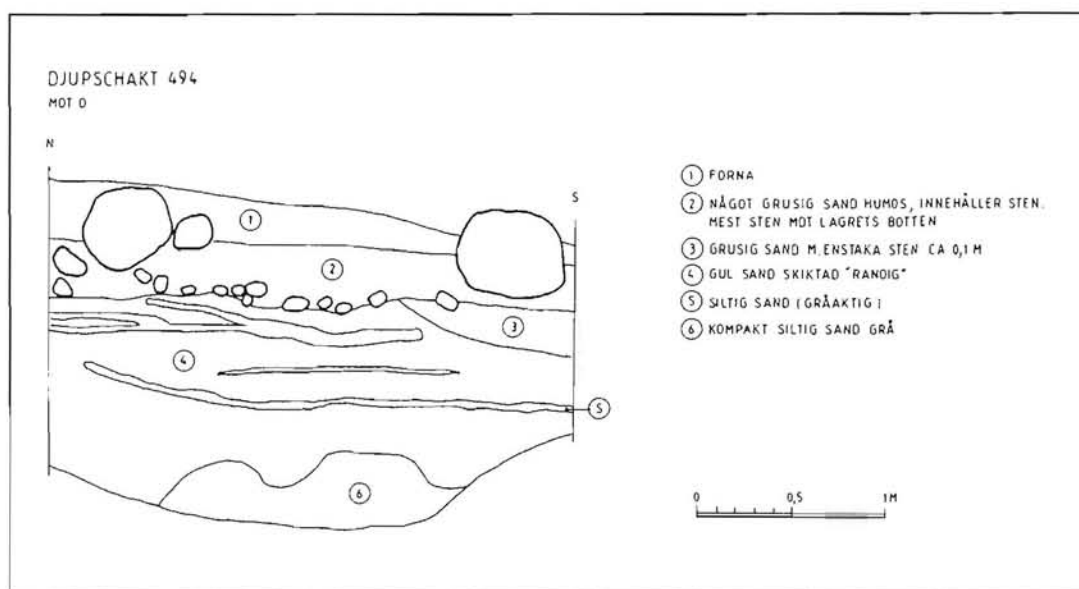 DJUPSCHAKT 494
MOT O
N
S
1
2
3
4
5
6
① FORNA
② NÅGOT GRUSIG SAND HUMOS, INNEHÅLLER STEN.
MEST STEN MOT LAGRETS BOTTEN
③ GRUSIG SAND M.ENSTAKA STEN CA 0,1 M
④ GUL SAND SKIKTAD "RANDIG"
⑤ SILTIG SAND (GRÅAKTIG)
⑥ KOMPAKT SILTIG SAND GRÅ
0 0,5 1M